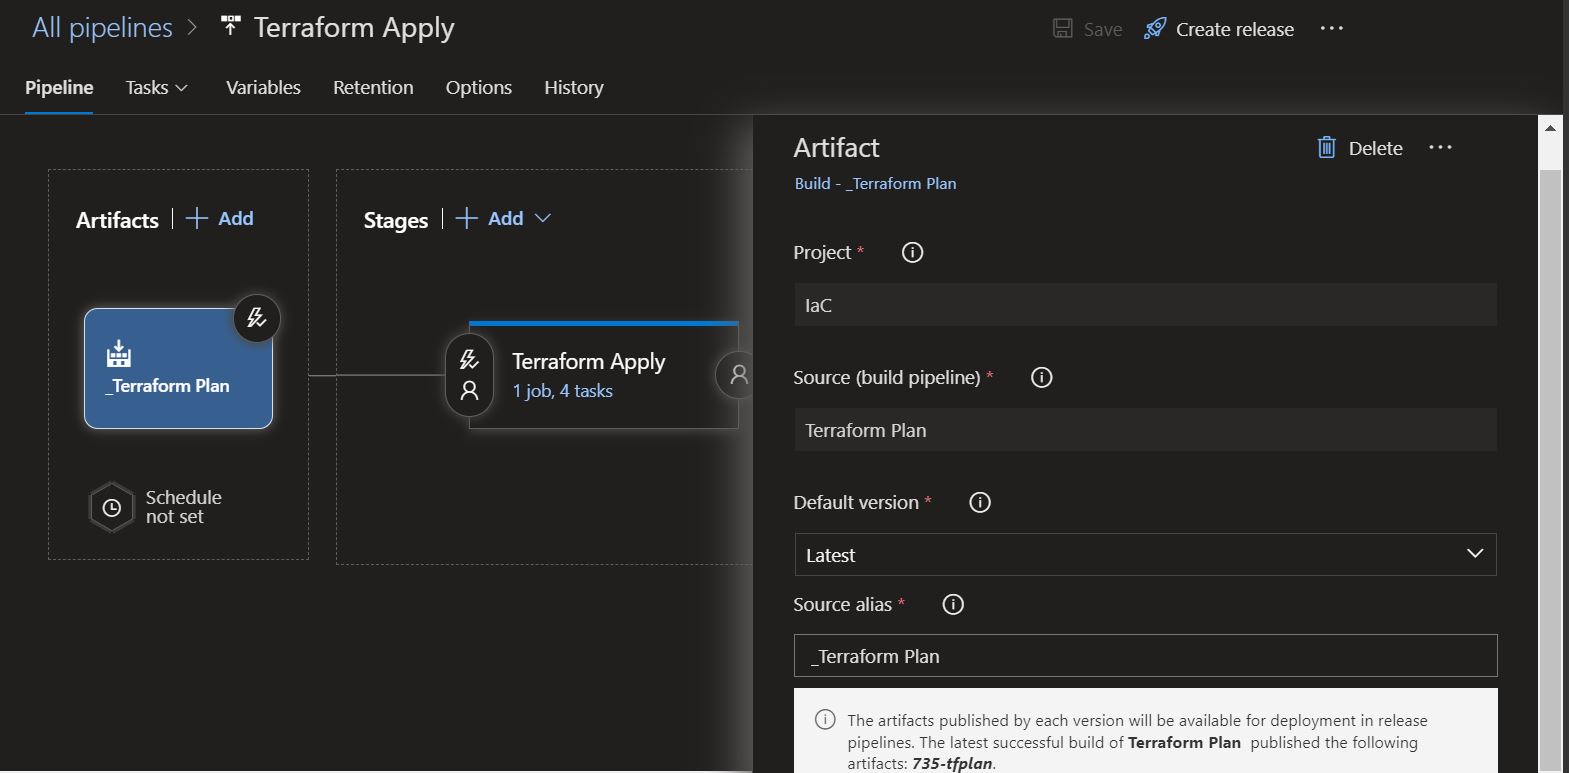 All pipelines > Terraform Apply
Save Create release ...
Pipeline Tasks Variables Retention Options History
Artifacts | + Add
Stages | + Add
_Terraform Plan
Schedule
not set
Terraform Apply
1 job, 4 tasks
Artifact
Delete ...
Build - _Terraform Plan
Project *
IaC
Source (build pipeline) *
Terraform Plan
Default version *
Latest
Source alias *
_Terraform Plan
The artifacts published by each version will be available for deployment in release
pipelines. The latest successful build of Terraform Plan published the following
artifacts: 735-tfplan.